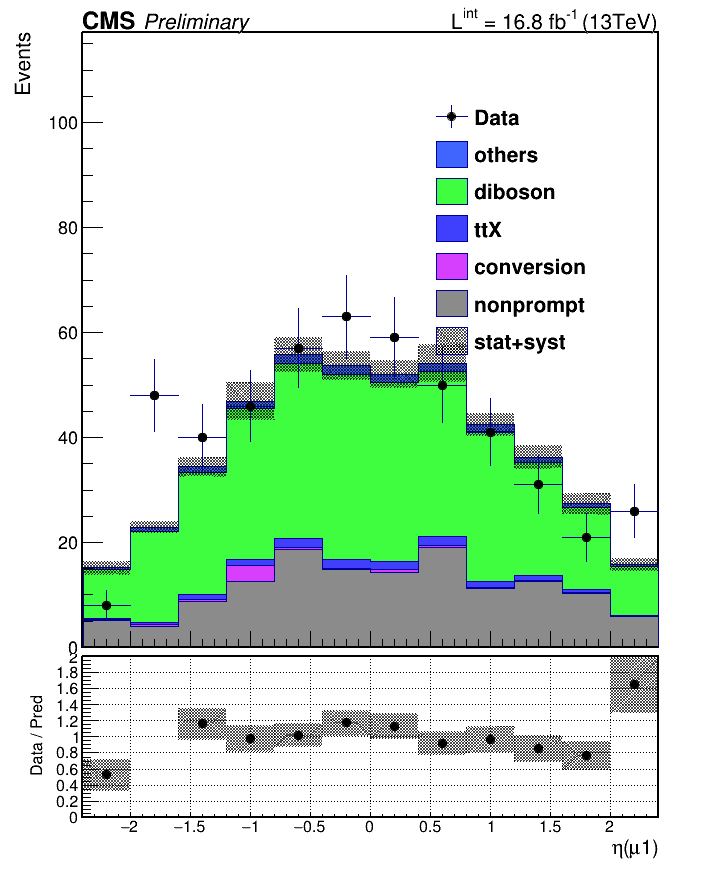 CMS Preliminary L^int = 16.8 fb^-1 (13TeV)
Events
100
80
60
40
20
0
Data
others
diboson
ttX
conversion
nonprompt
stat+syst
Data / Pred
2
1.8
1.6
1.4
1.2
1
0.8
0.6
0.4
0.2
0
−2 −1.5 −1 −0.5 0 0.5 1 1.5 2
η(μ1)